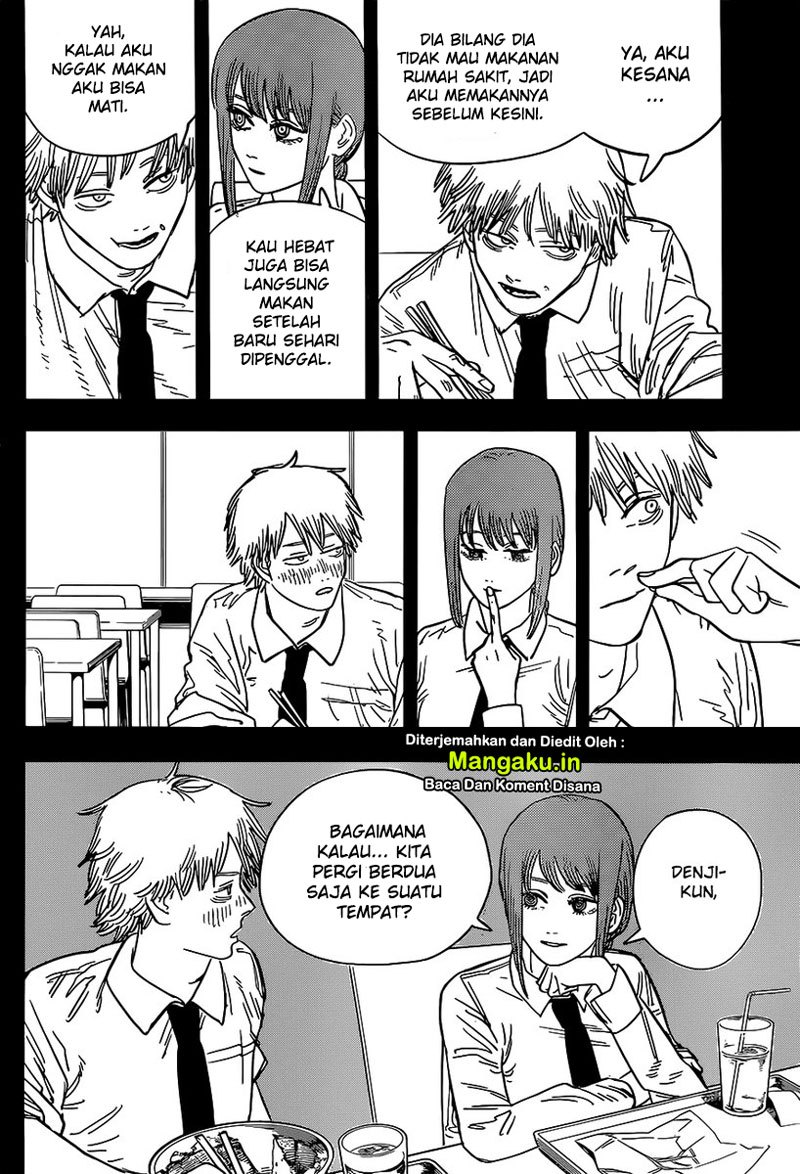 YA, AKU
KESANA
...
DIA BILANG DIA
TIDAK MAU MAKANAN
RUMAH SAKIT, JADI
AKU MEMAKANNYA
SEBELUM KESINI.
KAU HEBAT
JUGA BISA
LANGSUNG
MAKAN
SETELAH
BARU SEHARI
DIPENGGAL.
YAH,
KALAU AKU
NGGAK MAKAN
AKU BISA
MATI.
Diterjemahkan dan Diedit Oleh :
Mangaku.in
Baca Dan Koment Disana
DENJI-
KUN,
BAGAIMANA
KALAU... KITA
PERGI BERDUA
SAJA KE SUATU
TEMPAT?